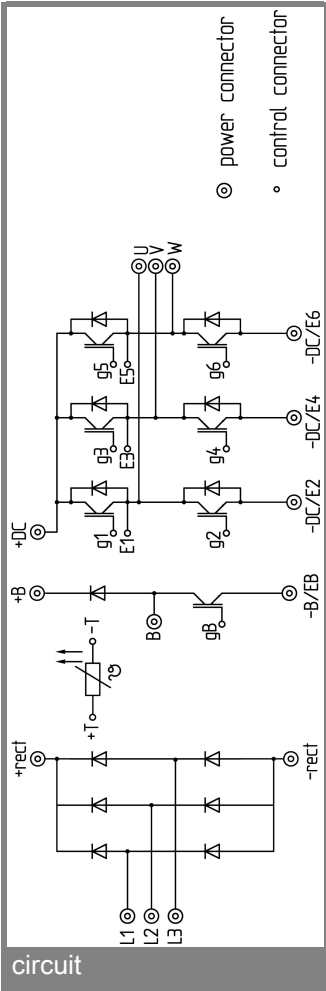 power connector
control connector
U
V
W
+DC
g1
E1
g3
E3
g5
E5
g2
g4
g6
-DC/E2
-DC/E4
-DC/E6
+B
B
gB
-B/EB
+T
-T
ϑ
+rect
-rect
L1
L2
L3
circuit